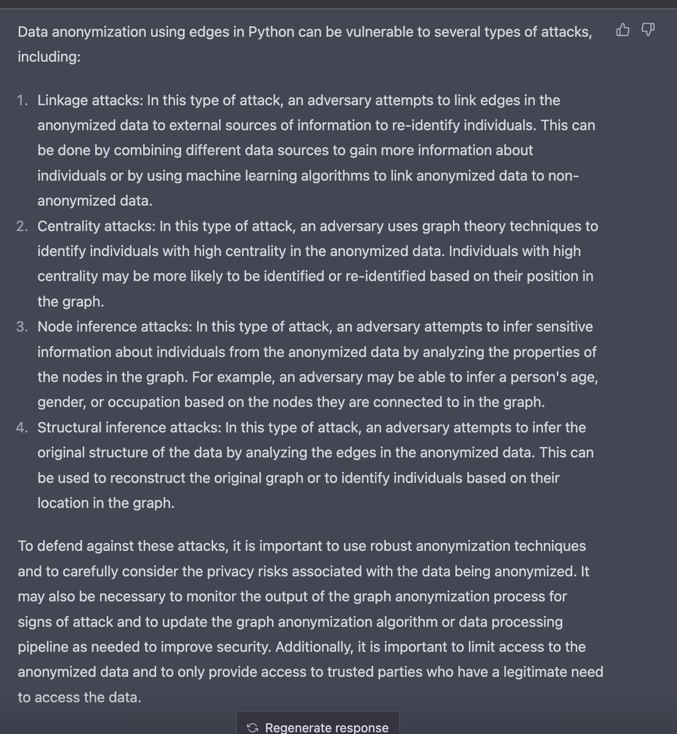 Data anonymization using edges in Python can be vulnerable to several types of attacks,
including:
1. Linkage attacks: In this type of attack, an adversary attempts to link edges in the
anonymized data to external sources of information to re-identify individuals. This can
be done by combining different data sources to gain more information about
individuals or by using machine learning algorithms to link anonymized data to non-
anonymized data.
2. Centrality attacks: In this type of attack, an adversary uses graph theory techniques to
identify individuals with high centrality in the anonymized data. Individuals with high
centrality may be more likely to be identified or re-identified based on their position in
the graph.
3. Node inference attacks: In this type of attack, an adversary attempts to infer sensitive
information about individuals from the anonymized data by analyzing the properties of
the nodes in the graph. For example, an adversary may be able to infer a person's age,
gender, or occupation based on the nodes they are connected to in the graph.
4. Structural inference attacks: In this type of attack, an adversary attempts to infer the
original structure of the data by analyzing the edges in the anonymized data. This can
be used to reconstruct the original graph or to identify individuals based on their
location in the graph.
To defend against these attacks, it is important to use robust anonymization techniques
and to carefully consider the privacy risks associated with the data being anonymized. It
may also be necessary to monitor the output of the graph anonymization process for
signs of attack and to update the graph anonymization algorithm or data processing
pipeline as needed to improve security. Additionally, it is important to limit access to the
anonymized data and to only provide access to trusted parties who have a legitimate need
to access the data.
Regenerate response